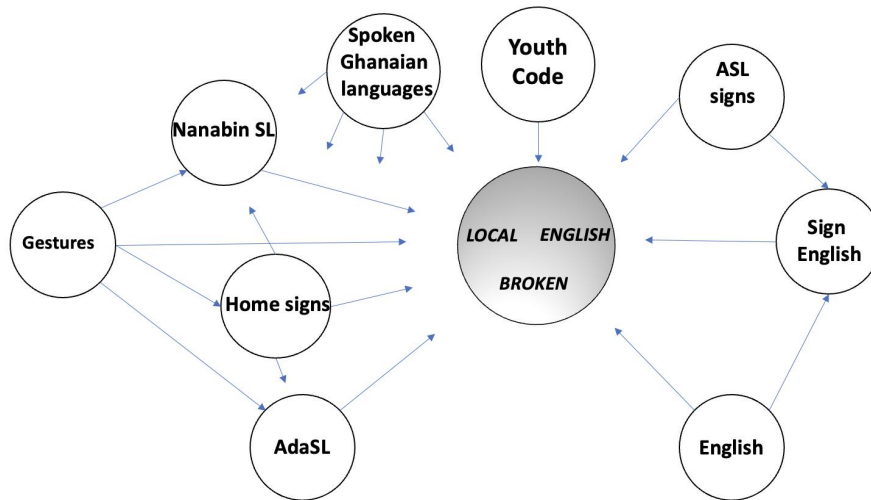 Spoken
Ghanaian
languages
Youth
Code
ASL
signs
Nanabin SL
Gestures
LOCAL ENGLISH
BROKEN
Sign
English
Home signs
AdaSL
English